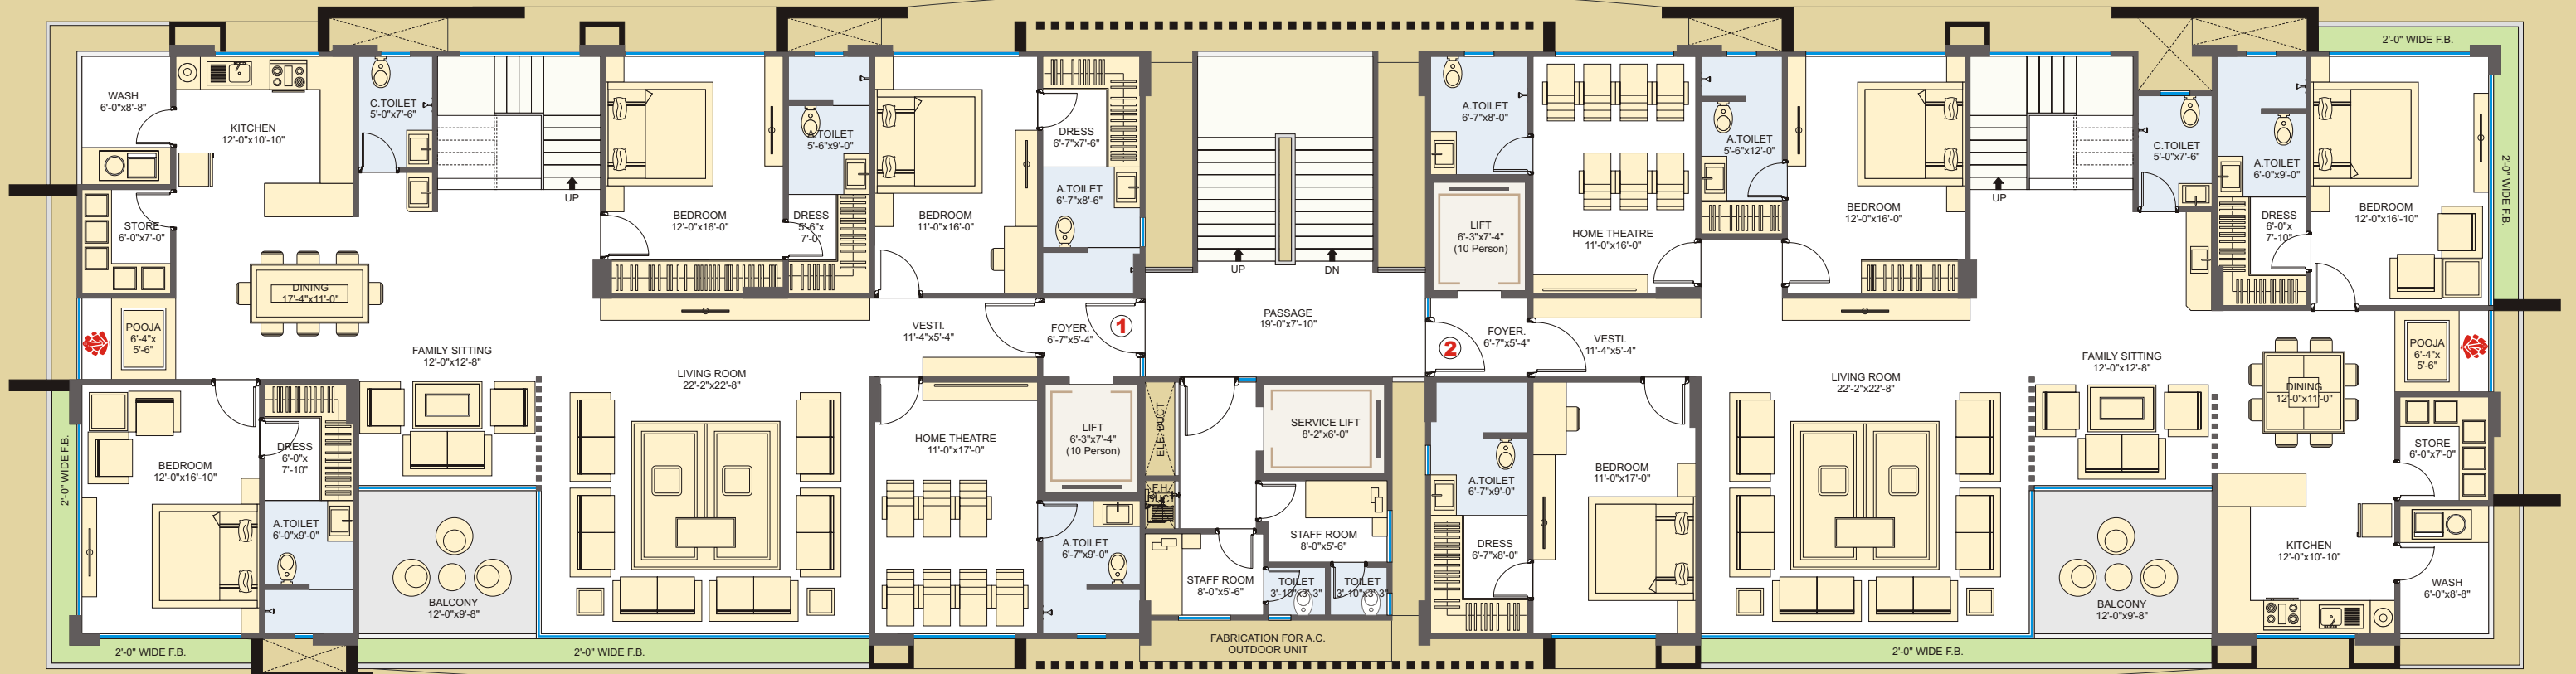 WASH
6'-0"x8'-8"
KITCHEN
12'-0"x10'-10"
C.TOILET
5'-0"x7'-6"
UP
STORE
6'-0"x7'-0"
DINING
17'-4"x11'-0"
POOJA
6'-4"x
5'-6"
FAMILY SITTING
12'-0"x12'-8"
BEDROOM
12'-0"x16'-0"
A.TOILET
5'-6"x9'-0"
DRESS
5'-6"x
7'-0"
BEDROOM
11'-0"x16'-0"
DRESS
6'-7"x7'-6"
A.TOILET
6'-7"x8'-6"
VESTI.
11'-4"x5'-4"
FOYER.
6'-7"x5'-4"
1
LIVING ROOM
22'-2"x22'-8"
BEDROOM
12'-0"x16'-10"
DRESS
6'-0"x
7'-10"
A.TOILET
6'-0"x9'-0"
BALCONY
12'-0"x9'-8"
HOME THEATRE
11'-0"x17'-0"
LIFT
6'-3"x7'-4"
(10 Person)
A.TOILET
6'-7"x9'-0"
2'-0" WIDE F.B.
2'-0" WIDE F.B.
2'-0" WIDE F.B.
UP
DN
PASSAGE
19'-0"x7'-10"
ELE. DUCT
F.H.
DUCT
SERVICE LIFT
8'-2"x6'-0"
STAFF ROOM
8'-0"x5'-6"
STAFF ROOM
8'-0"x5'-6"
TOILET
3'-10"x3'-3"
TOILET
3'-10"x3'-3"
FABRICATION FOR A.C.
OUTDOOR UNIT
A.TOILET
6'-7"x8'-0"
LIFT
6'-3"x7'-4"
(10 Person)
HOME THEATRE
11'-0"x16'-0"
A.TOILET
5'-6"x12'-0"
BEDROOM
12'-0"x16'-0"
UP
C.TOILET
5'-0"x7'-6"
A.TOILET
6'-0"x9'-0"
DRESS
6'-0"x
7'-10"
BEDROOM
12'-0"x16'-10"
2'-0" WIDE F.B.
2'-0" WIDE F.B.
2
FOYER.
6'-7"x5'-4"
VESTI.
11'-4"x5'-4"
LIVING ROOM
22'-2"x22'-8"
FAMILY SITTING
12'-0"x12'-8"
DINING
12'-0"x11'-0"
POOJA
6'-4"x
5'-6"
STORE
6'-0"x7'-0"
A.TOILET
6'-7"x9'-0"
DRESS
6'-7"x8'-0"
BEDROOM
11'-0"x17'-0"
BALCONY
12'-0"x9'-8"
KITCHEN
12'-0"x10'-10"
WASH
6'-0"x8'-8"
2'-0" WIDE F.B.